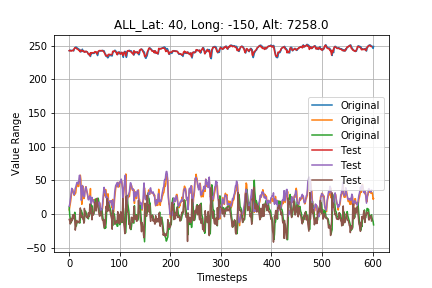 ALL_Lat: 40, Long: -150, Alt: 7258.0
250
200
150
100
50
0
−50
Value Range
Original
Original
Original
Test
Test
Test
0 100 200 300 400 500 600
Timesteps